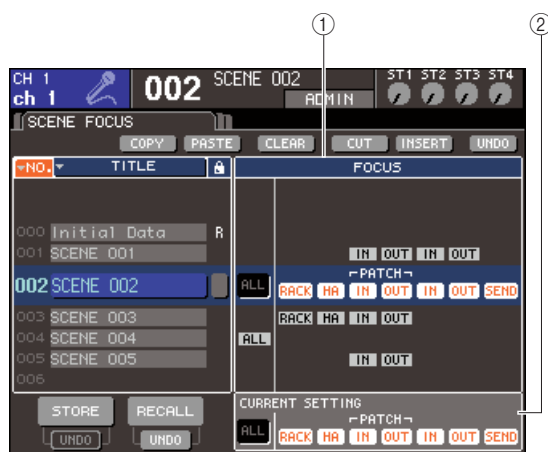 ① ②
CH 1 002 SCENE 002 ST1 ST2 ST3 ST4
ch 1 ADMIN
SCENE FOCUS
COPY PASTE CLEAR CUT INSERT UNDO
NO. TITLE FOCUS
000 Initial Data R
001 SCENE 001 IN OUT IN OUT
PATCH
002 SCENE 002 ALL RACK HA IN OUT IN OUT SEND
003 SCENE 003 RACK HA IN OUT
004 SCENE 004 ALL
005 SCENE 005 IN OUT
006
CURRENT SETTING
STORE RECALL PATCH
UNDO UNDO ALL RACK HA IN OUT IN OUT SEND